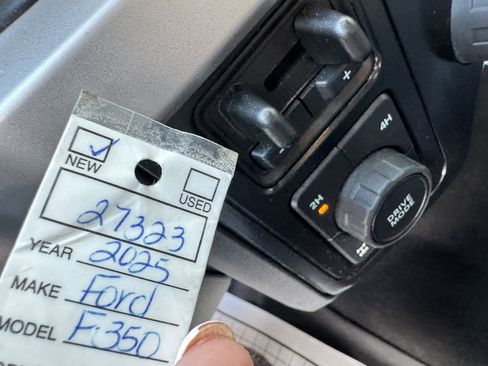 NEW
USED
27323
YEAR 2025
MAKE Ford
MODEL F-350
+
4H
2H
DRIVE
MODE